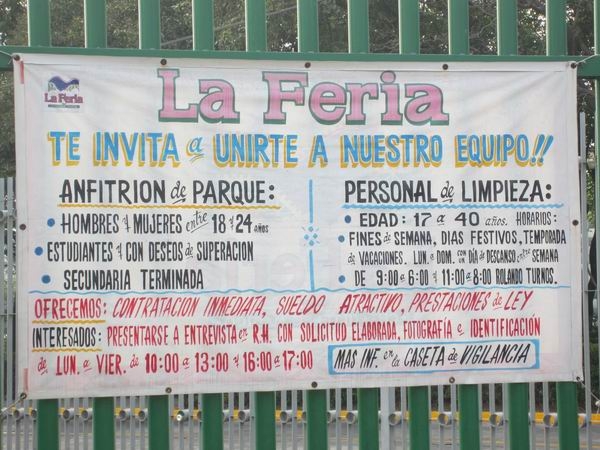 La Feria
La Feria
TE INVITA a UNIRTE A NUESTRO EQUIPO!!
ANFITRION de PARQUE:
• HOMBRES y MUJERES entre 18 y 24 años
• ESTUDIANTES y CON DESEOS de SUPERACION
• SECUNDARIA TERMINADA
PERSONAL de LIMPIEZA:
• EDAD: 17 a 40 años. HORARIOS:
• FINES de SEMANA, DIAS FESTIVOS, TEMPORADA
de VACACIONES. LUN. a DOM. CON DÍA de DESCANSO entre SEMANA
• DE 9:00 a 6:00 y 11:00 a 8:00 ROLANDO TURNOS.
OFRECEMOS: CONTRATACION INMEDIATA, SUELDO ATRACTIVO, PRESTACIONES de LEY
INTERESADOS: PRESENTARSE A ENTREVISTA en R.H. CON SOLICITUD ELABORADA, FOTOGRAFÍA e IDENTIFICACIÓN
de LUN. a VIER. de 10:00 a 13:00 y 16:00 a 17:00
MAS INF. en la CASETA de VIGILANCIA